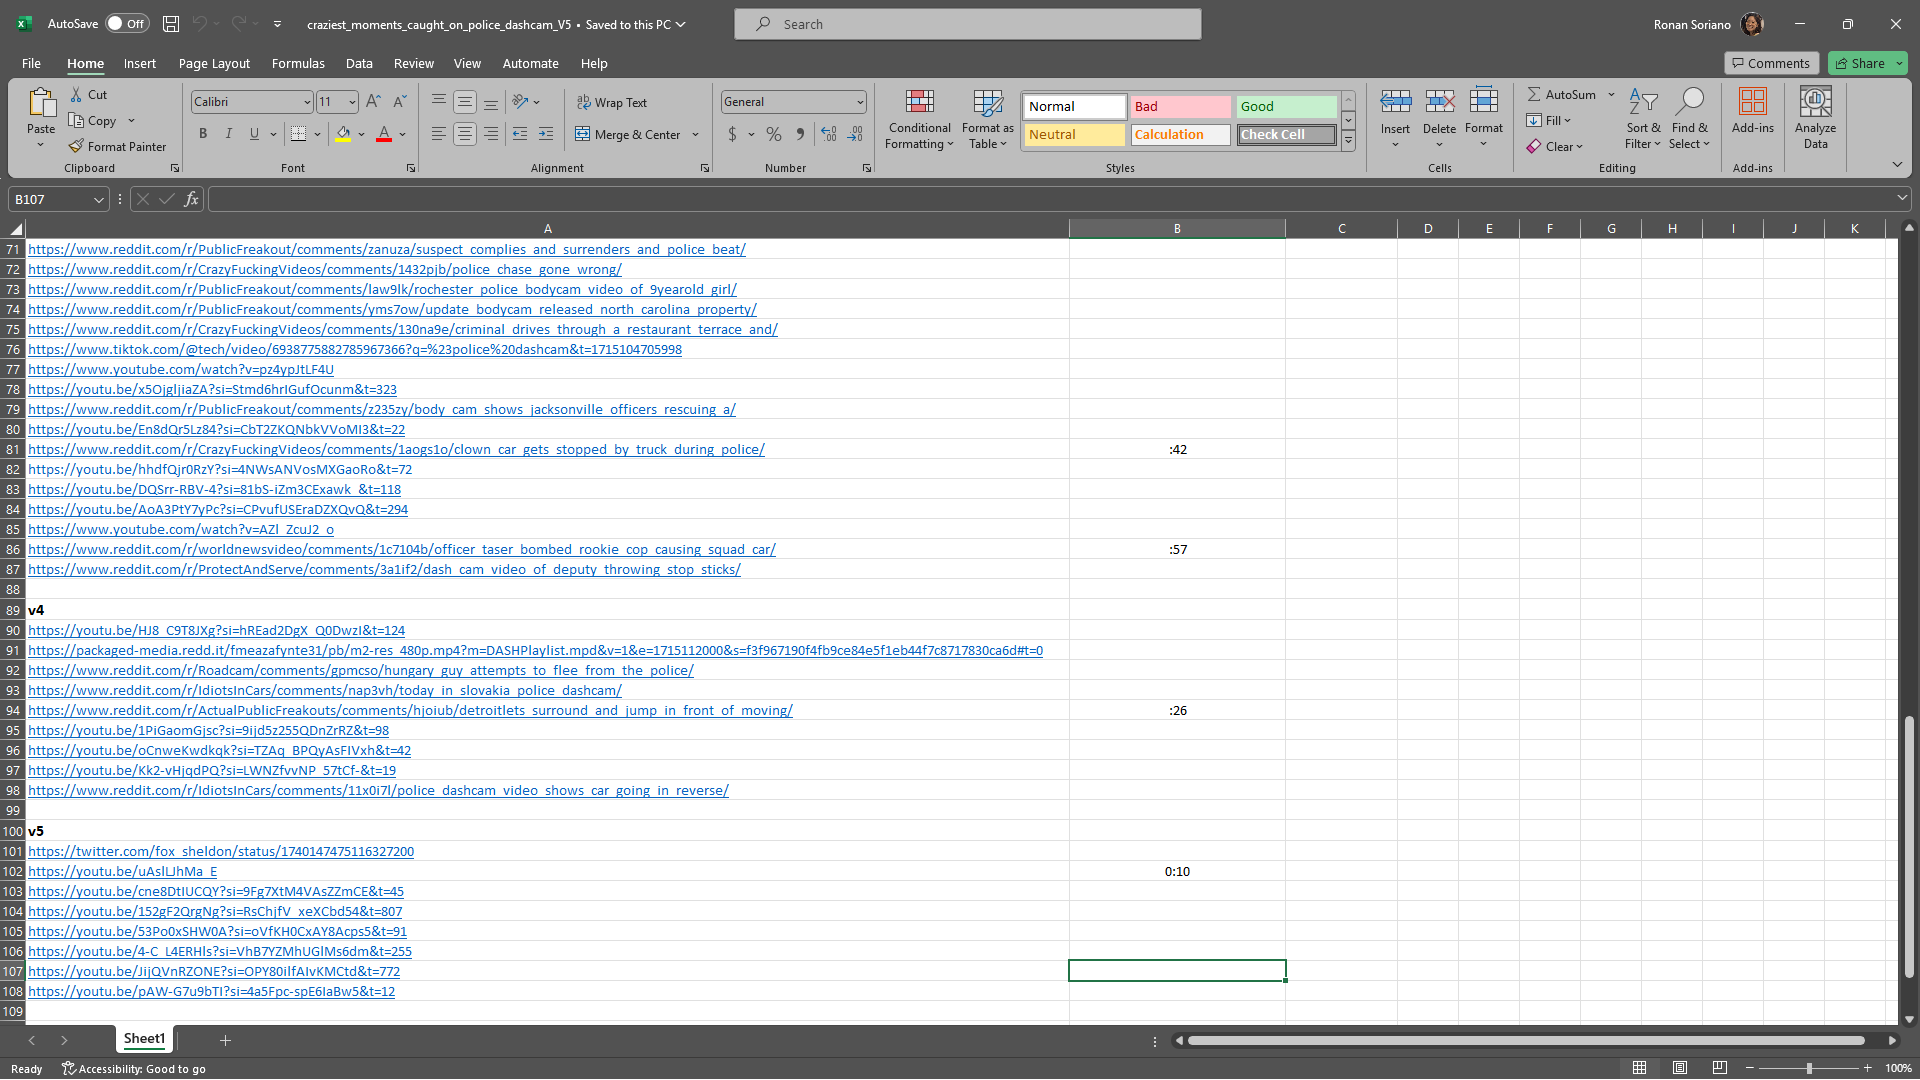 AutoSave Off craziest_moments_caught_on_police_dashcam_V5 • Saved to this PC Search Ronan Soriano
File Home Insert Page Layout Formulas Data Review View Automate Help Comments Share
Paste Cut Copy Format Painter
Clipboard
Calibri 11
B I U
Font
Wrap Text
Merge & Center
Alignment
General
$ % 9
Number
Conditional Formatting
Format as Table
Normal Bad Good
Neutral Calculation Check Cell
Styles
Insert Delete Format
Cells
AutoSum
Fill
Clear
Sort & Filter
Find & Select
Editing
Add-ins
Add-ins
Analyze Data
B107 fx
A B C D E F G H I J K
71 https://www.reddit.com/r/PublicFreakout/comments/zanuza/suspect_complies_and_surrenders_and_police_beat/
72 https://www.reddit.com/r/CrazyFuckingVideos/comments/1432pjb/police_chase_gone_wrong/
73 https://www.reddit.com/r/PublicFreakout/comments/law9lk/rochester_police_bodycam_video_of_9yearold_girl/
74 https://www.reddit.com/r/PublicFreakout/comments/yms7ow/update_bodycam_released_north_carolina_property/
75 https://www.reddit.com/r/CrazyFuckingVideos/comments/130na9e/criminal_drives_through_a_restaurant_terrace_and/
76 https://www.tiktok.com/@tech/video/6938775882785967366?q=%23police%20dashcam&t=1715104705998
77 https://www.youtube.com/watch?v=pz4ypJtLF4U
78 https://youtu.be/x5OjgljiaZA?si=Stmd6hrIGufOcunm&t=323
79 https://www.reddit.com/r/PublicFreakout/comments/z235zy/body_cam_shows_jacksonville_officers_rescuing_a/
80 https://youtu.be/En8dQr5Lz84?si=CbT2ZKQNbkVVoMI3&t=22
81 https://www.reddit.com/r/CrazyFuckingVideos/comments/1aogs1o/clown_car_gets_stopped_by_truck_during_police/ :42
82 https://youtu.be/hhdfQjr0RzY?si=4NWsANVosMXGaoRo&t=72
83 https://youtu.be/DQSrr-RBV-4?si=81bS-iZm3CExawk_&t=118
84 https://youtu.be/AoA3PtY7yPc?si=CPvufUSEraDZXQvQ&t=294
85 https://www.youtube.com/watch?v=AZl_ZcuJ2_o
86 https://www.reddit.com/r/worldnewsvideo/comments/1c7104b/officer_taser_bombed_rookie_cop_causing_squad_car/ :57
87 https://www.reddit.com/r/ProtectAndServe/comments/3a1if2/dash_cam_video_of_deputy_throwing_stop_sticks/
88
89 v4
90 https://youtu.be/HJ8_C9T8JXg?si=hREad2DgX_Q0DwzI&t=124
91 https://packaged-media.redd.it/fmeazafynte31/pb/m2-res_480p.mp4?m=DASHPlaylist.mpd&v=1&e=1715112000&s=f3f967190f4fb9ce84e5f1eb44f7c8717830ca6d#t=0
92 https://www.reddit.com/r/Roadcam/comments/gpmcso/hungary_guy_attempts_to_flee_from_the_police/
93 https://www.reddit.com/r/IdiotsInCars/comments/nap3vh/today_in_slovakia_police_dashcam/
94 https://www.reddit.com/r/ActualPublicFreakouts/comments/hjoiub/detroitlets_surround_and_jump_in_front_of_moving/ :26
95 https://youtu.be/1PiGaomGjsc?si=9ijd5z255QDnZrRZ&t=98
96 https://youtu.be/oCnweKwdkqk?si=TZAq_BPQyAsFIVxh&t=42
97 https://youtu.be/Kk2-vHjqdPQ?si=LWNZfvvNP_57tCf-&t=19
98 https://www.reddit.com/r/IdiotsInCars/comments/11x0i7l/police_dashcam_video_shows_car_going_in_reverse/
99
100 v5
101 https://twitter.com/fox_sheldon/status/1740147475116327200
102 https://youtu.be/uAslLJhMa_E 0:10
103 https://youtu.be/cne8DtIUCQY?si=9Fg7XtM4VAsZZmCE&t=45
104 https://youtu.be/152gF2QrgNg?si=RsChjfV_xeXCbd54&t=807
105 https://youtu.be/53Po0xSHW0A?si=oVfKH0CxAY8Acps5&t=91
106 https://youtu.be/4-C_L4ERHls?si=VhB7YZMhUGlMs6dm&t=255
107 https://youtu.be/JijQVnRZONE?si=OPY80ilfAIvKMCtd&t=772
108 https://youtu.be/pAW-G7u9bTI?si=4a5Fpc-spE6IaBw5&t=12
109
Sheet1
Ready Accessibility: Good to go 100%